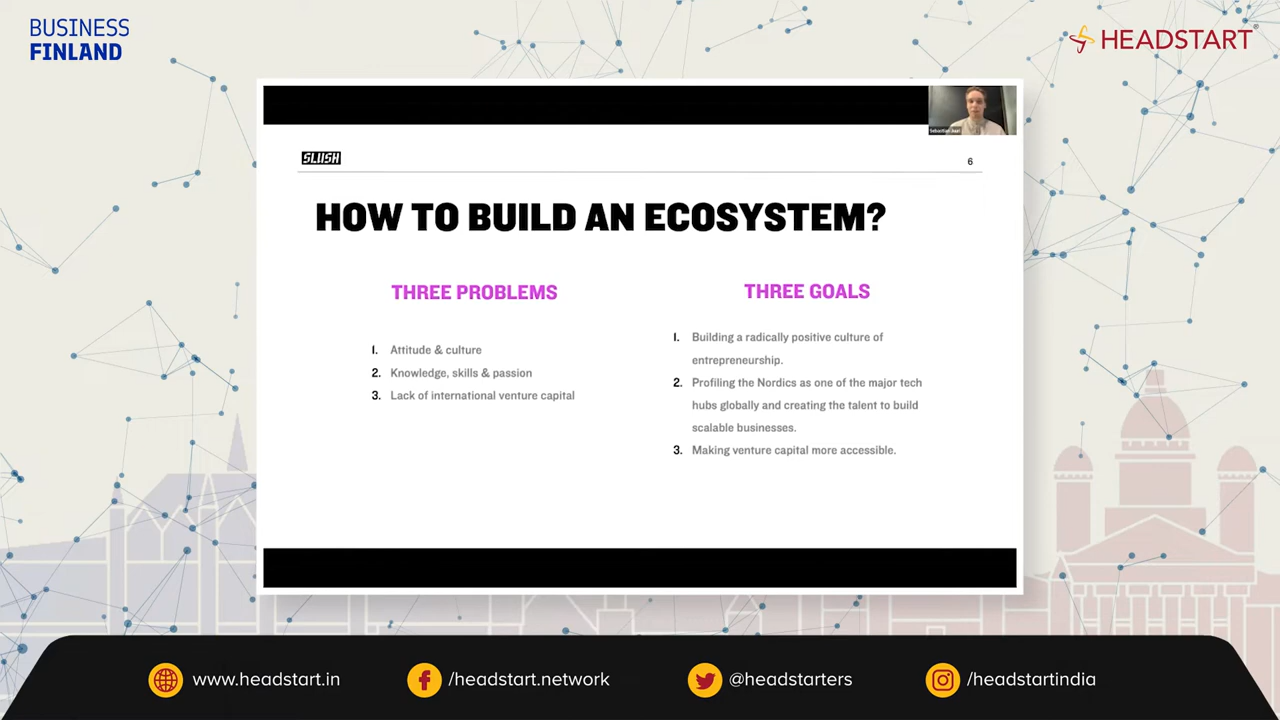 BUSINESS
FINLAND
HEADSTART
SLUSH
6
HOW TO BUILD AN ECOSYSTEM?
THREE PROBLEMS
1. Attitude & culture
2. Knowledge, skills & passion
3. Lack of international venture capital
THREE GOALS
1. Building a radically positive culture of
entrepreneurship.
2. Profiling the Nordics as one of the major tech
hubs globally and creating the talent to build
scalable businesses.
3. Making venture capital more accessible.
www.headstart.in
/headstart.network
@headstarters
/headstartindia